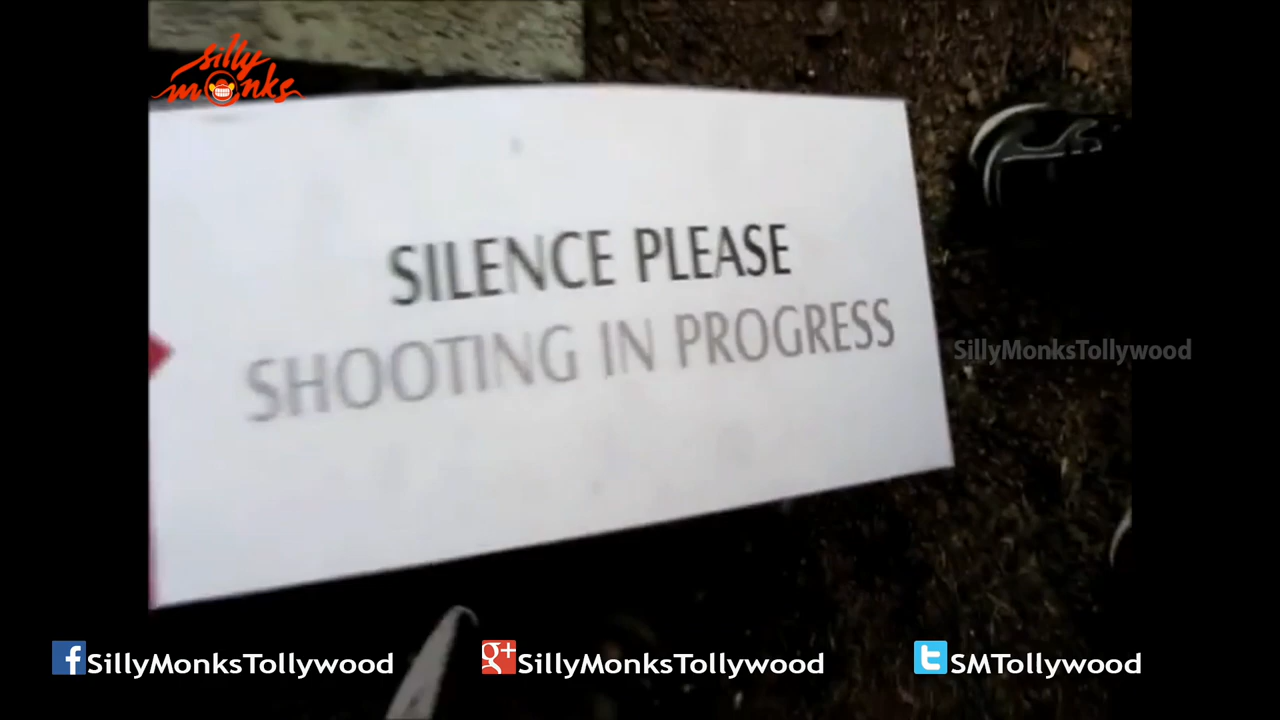 silly
monks
SILENCE PLEASE
SHOOTING IN PROGRESS
SillyMonksTollywood
SillyMonksTollywood
SillyMonksTollywood
SMTollywood